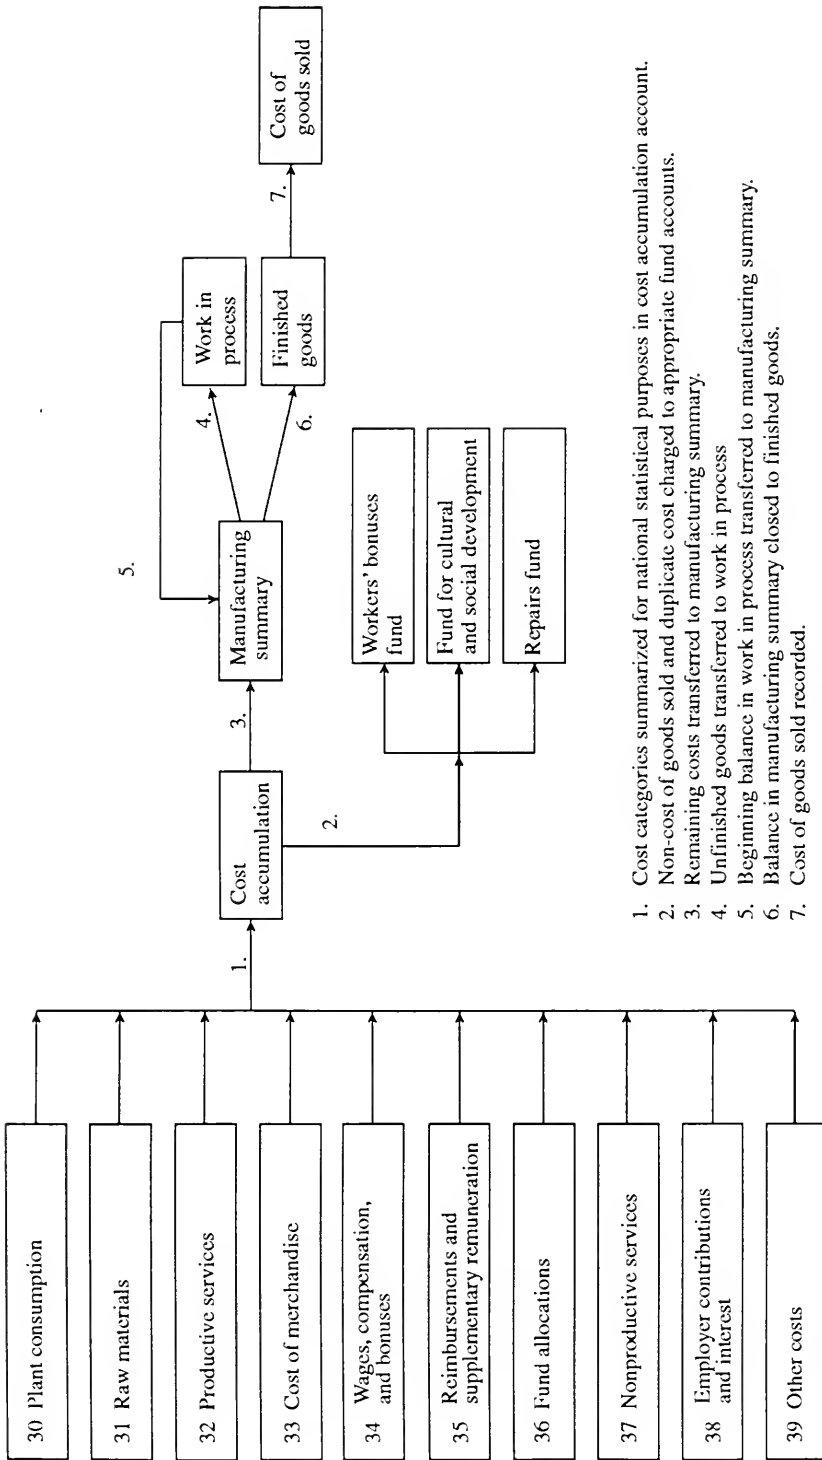 30 Plant consumption
31 Raw materials
32 Productive services
33 Cost of merchandise
34 Wages, compensation,
and bonuses
35 Reimbursements and
supplementary remuneration
36 Fund allocations
37 Nonproductive services
38 Employer contributions
and interest
39 Other costs
1.
Cost
accumulation
2.
3.
Manufacturing
summary
4.
5.
6.
Work in
process
Finished
goods
7.
Cost of
goods sold
Workers' bonuses
fund
Fund for cultural
and social development
Repairs fund
1. Cost categories summarized for national statistical purposes in cost accumulation account.
2. Non-cost of goods sold and duplicate cost charged to appropriate fund accounts.
3. Remaining costs transferred to manufacturing summary.
4. Unfinished goods transferred to work in process
5. Beginning balance in work in process transferred to manufacturing summary.
6. Balance in manufacturing summary closed to finished goods.
7. Cost of goods sold recorded.